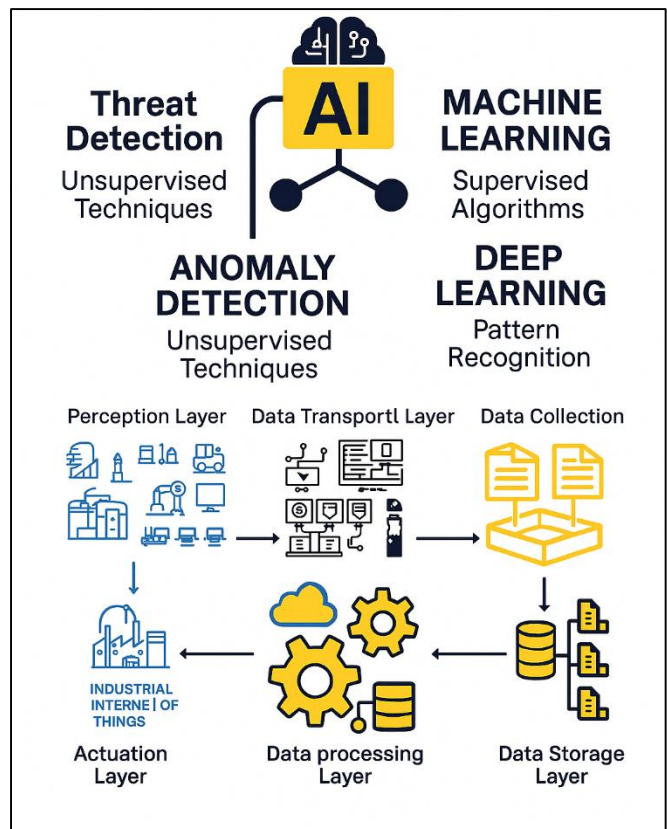 AI
Threat
Detection
Unsupervised
Techniques
MACHINE
LEARNING
Supervised
Algorithms
ANOMALY
DETECTION
Unsupervised
Techniques
DEEP
LEARNING
Pattern
Recognition
Perception Layer
Data Transportl Layer
Data Collection
INDUSTRIAL
INTERNE| OF
THINGS
Actuation
Layer
Data processing
Layer
Data Storage
Layer